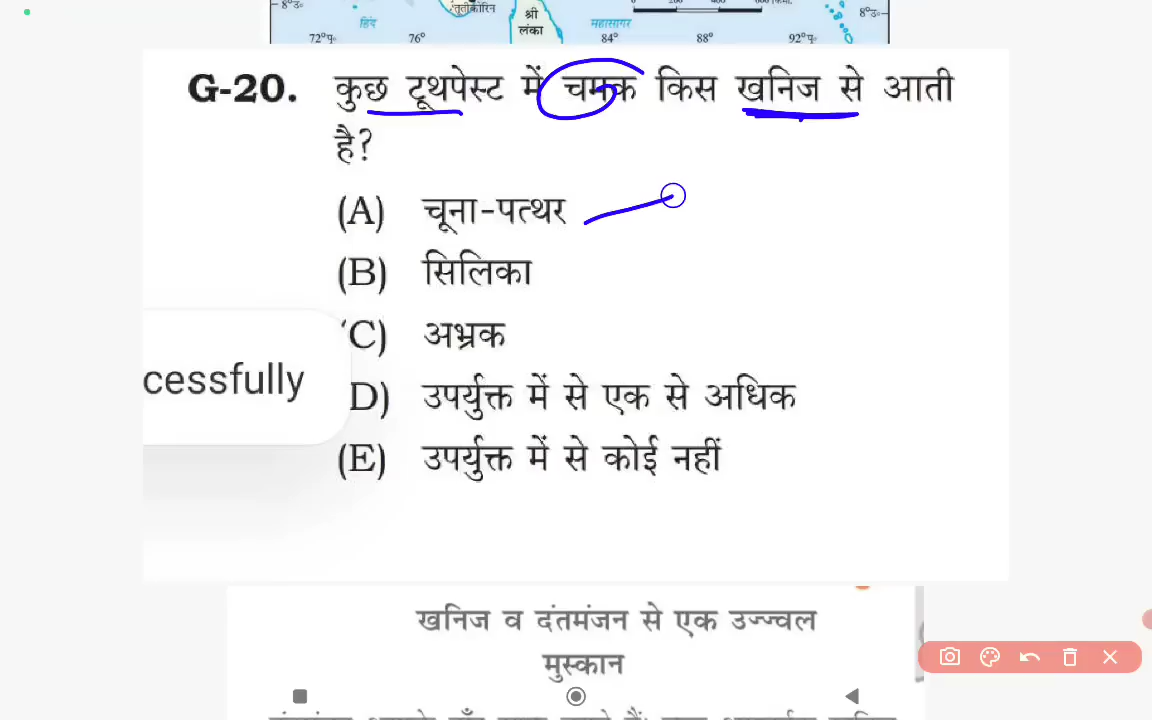 8°उ॰
तूतीकोरिन
श्री
8°उ॰
हिंद
लंका
महासागर
72°पू॰ 76° 84° 88° 92°पू॰
G-20. कुछ टूथपेस्ट में चमक किस खनिज से आती
है?
(A) चूना-पत्थर
(B) सिलिका
C) अभ्रक
cessfully
D) उपर्युक्त में से एक से अधिक
(E) उपर्युक्त में से कोई नहीं
खनिज व दंतमंजन से एक उज्ज्वल
मुस्कान